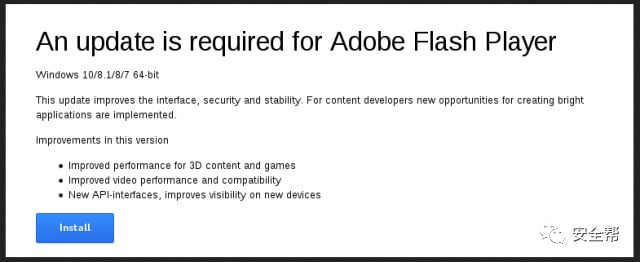 An update is required for Adobe Flash Player
Windows 10/8.1/8/7 64-bit
This update improves the interface, security and stability. For content developers new opportunities for creating bright
applications are implemented.
Improvements in this version
• Improved performance for 3D content and games
• Improved video performance and compatibility
• New API-interfaces, improves visibility on new devices
Install
安全帮